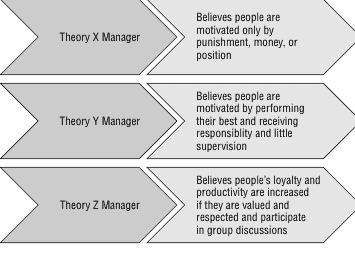 Theory X Manager
Believes people are
motivated only by
punishment, money, or
position
Theory Y Manager
Believes people are
motivated by performing
their best and receiving
responsiblity and little
supervision
Theory Z Manager
Believes people's loyalty and
productivity are increased
if they are valued and
respected and participate
in group discussions